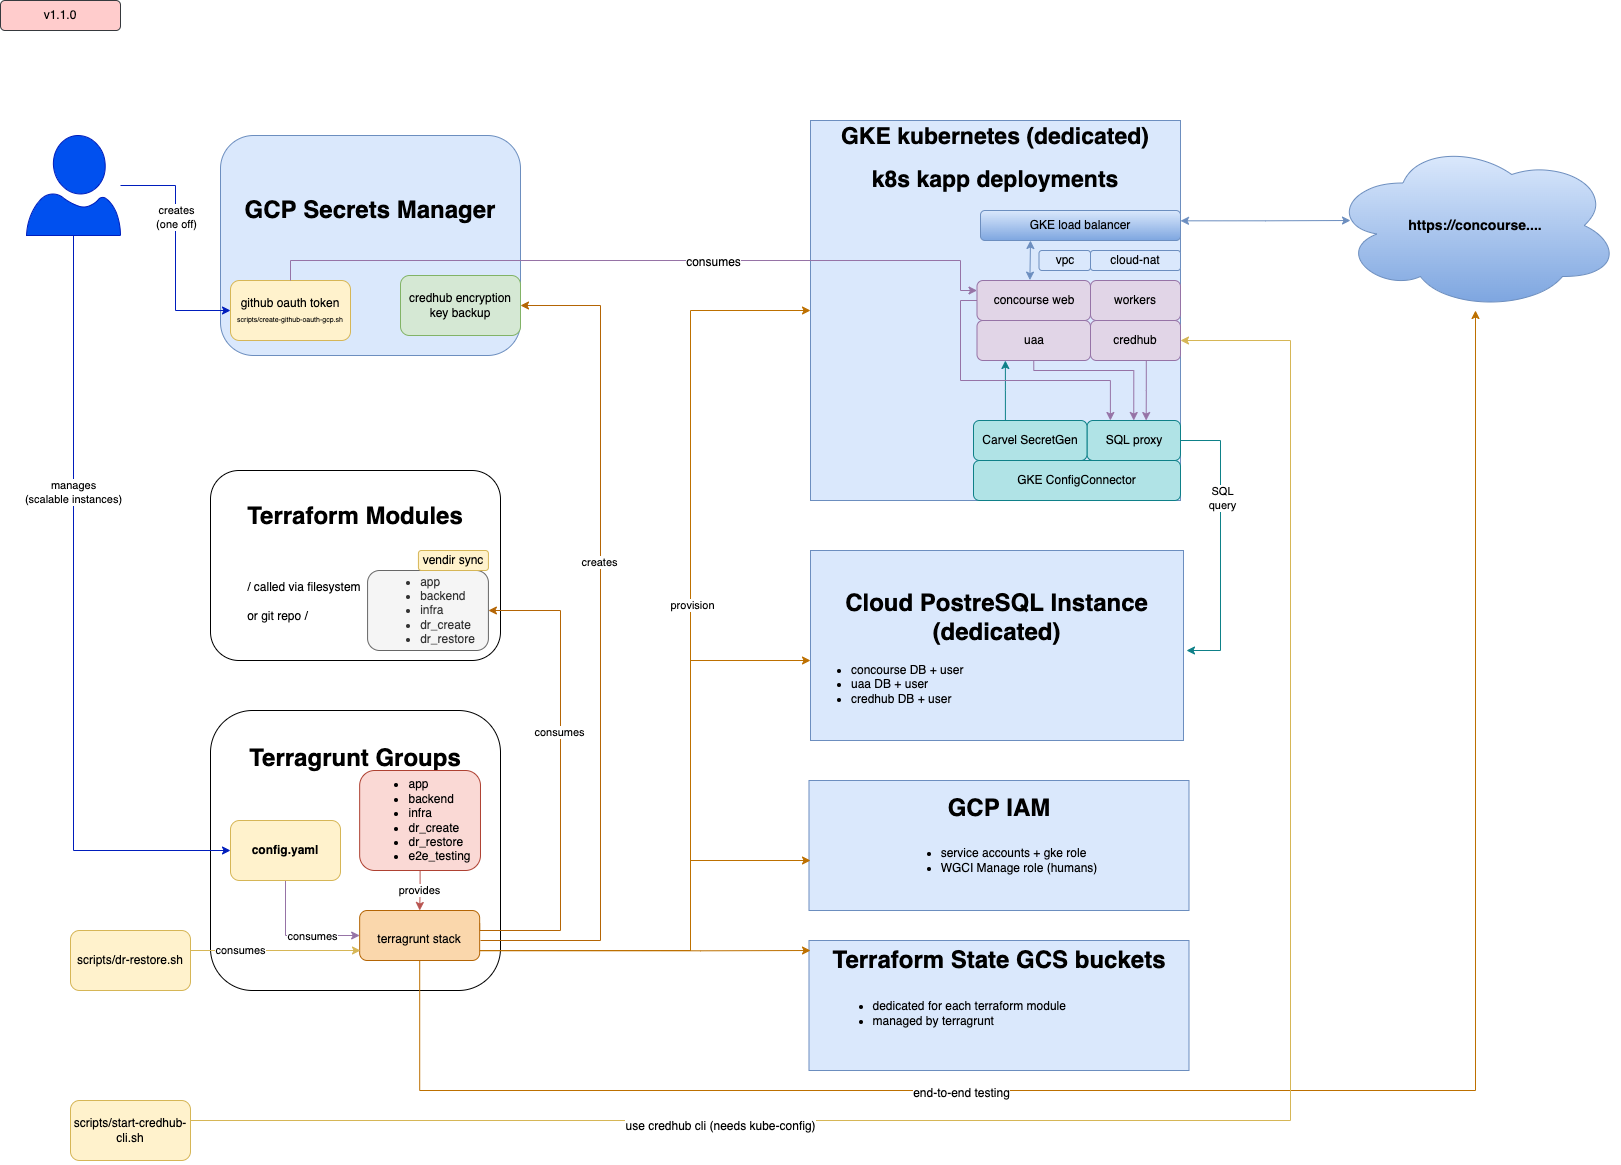 v1.1.0
creates
(one off)
manages
(scalable instances)
GCP Secrets Manager
github oauth token
scripts/create-github-oauth-gcp.sh
credhub encryption
key backup
consumes
Terraform Modules
/ called via filesystem
or git repo /
vendir sync
app
backend
infra
dr_create
dr_restore
creates
consumes
provision
Terragrunt Groups
app
backend
infra
dr_create
dr_restore
e2e_testing
config.yaml
provides
consumes
terragrunt stack
scripts/dr-restore.sh
consumes
scripts/start-credhub-
cli.sh
GKE kubernetes (dedicated)
k8s kapp deployments
GKE load balancer
vpc
cloud-nat
concourse web
workers
uaa
credhub
Carvel SecretGen
SQL proxy
GKE ConfigConnector
SQL
query
https://concourse....
Cloud PostreSQL Instance
(dedicated)
concourse DB + user
uaa DB + user
credhub DB + user
GCP IAM
service accounts + gke role
WGCI Manage role (humans)
Terraform State GCS buckets
dedicated for each terraform module
managed by terragrunt
end-to-end testing
use credhub cli (needs kube-config)